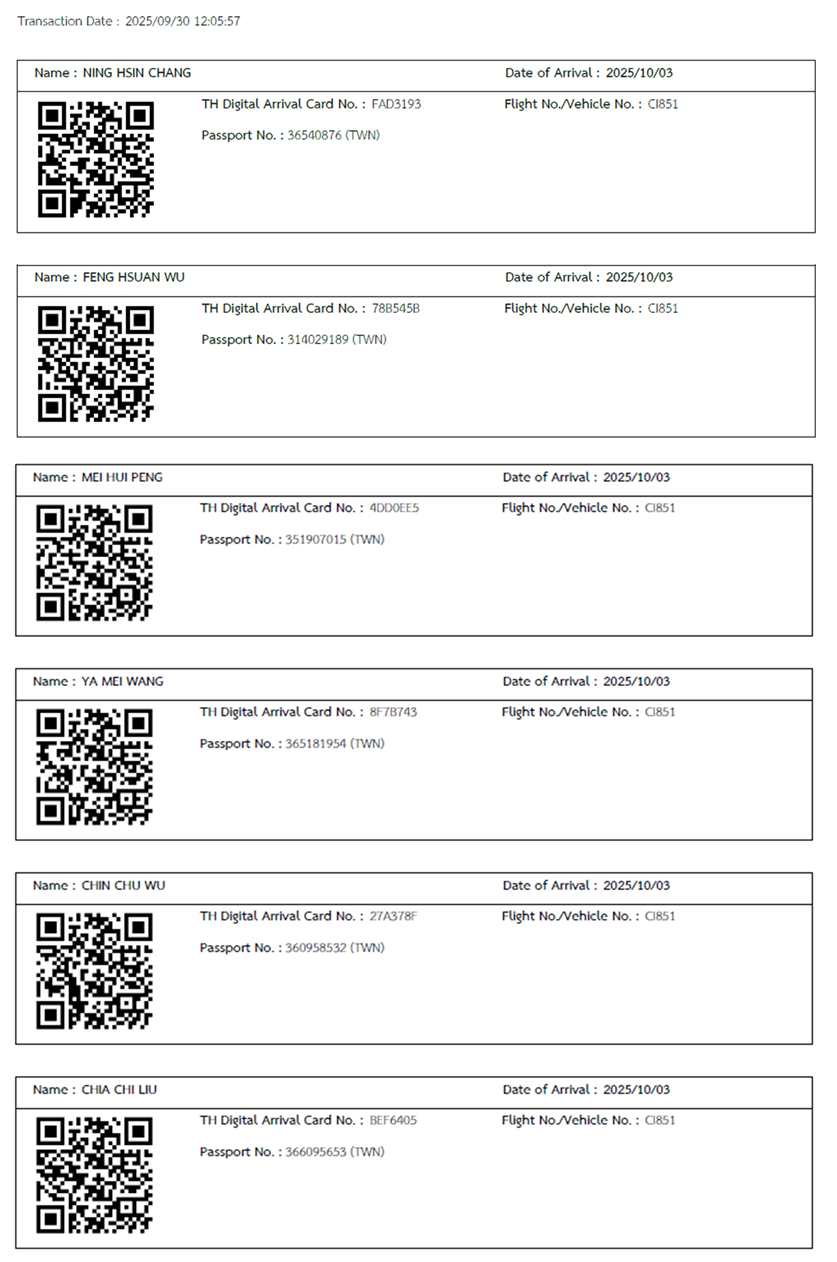 Transaction Date : 2025/09/30 12:05:57
Name : NING HSIN CHANG Date of Arrival : 2025/10/03
TH Digital Arrival Card No. : FAD3193 Flight No./Vehicle No. : CI851
Passport No. : 36540876 (TWN)
Name : FENG HSUAN WU Date of Arrival : 2025/10/03
TH Digital Arrival Card No. : 78B545B Flight No./Vehicle No. : CI851
Passport No. : 314029189 (TWN)
Name : MEI HUI PENG Date of Arrival : 2025/10/03
TH Digital Arrival Card No. : 4DD0EE5 Flight No./Vehicle No. : CI851
Passport No. : 351907015 (TWN)
Name : YA MEI WANG Date of Arrival : 2025/10/03
TH Digital Arrival Card No. : 8F7B743 Flight No./Vehicle No. : CI851
Passport No. : 365181954 (TWN)
Name : CHIN CHU WU Date of Arrival : 2025/10/03
TH Digital Arrival Card No. : 27A378F Flight No./Vehicle No. : CI851
Passport No. : 360958532 (TWN)
Name : CHIA CHI LIU Date of Arrival : 2025/10/03
TH Digital Arrival Card No. : BEF6405 Flight No./Vehicle No. : CI851
Passport No. : 366095653 (TWN)